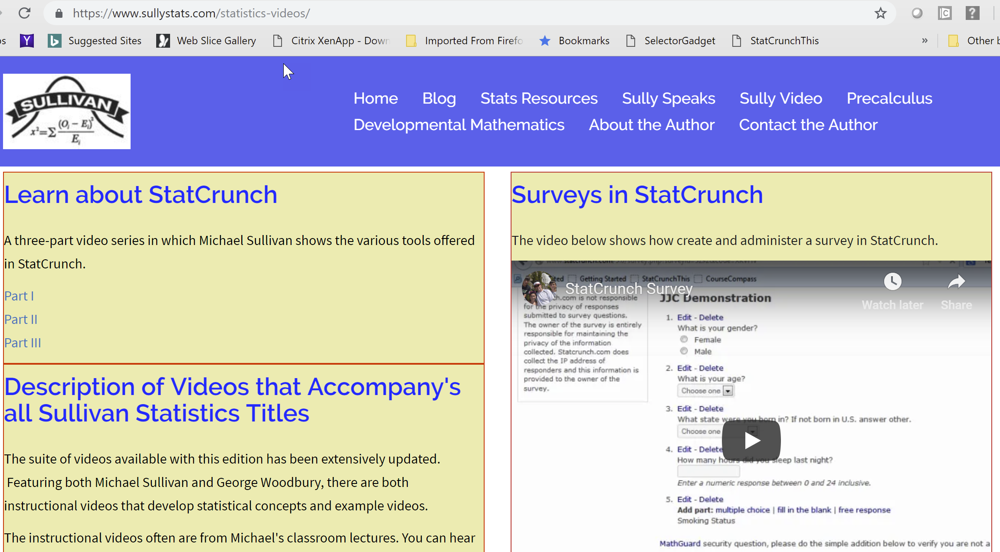 https://www.sullystats.com/statistics-videos/
Suggested Sites
Web Slice Gallery
Citrix XenApp - Down
Imported From Firefo
Bookmarks
SelectorGadget
StatCrunchThis
»
Other b
SULLIVAN
x²=∑ (Oᵢ – Eᵢ)²
Eᵢ
Home Blog Stats Resources Sully Speaks Sully Video Precalculus
Developmental Mathematics About the Author Contact the Author
Learn about StatCrunch
A three-part video series in which Michael Sullivan shows the various tools offered
in StatCrunch.
Part I
Part II
Part III
Description of Videos that Accompany's
all Sullivan Statistics Titles
The suite of videos available with this edition has been extensively updated.
Featuring both Michael Sullivan and George Woodbury, there are both
instructional videos that develop statistical concepts and example videos.
The instructional videos often are from Michael's classroom lectures. You can hear
Surveys in StatCrunch
The video below shows how create and administer a survey in StatCrunch.
Getting Started StatCrunchThis CourseCompass
StatCrunch Survey
Watch later Share
h.com is not responsible
for the privacy of responses
submitted to survey questions.
The owner of the survey is entirely
responsible for maintaining the
privacy of the information
collected. Statcrunch.com does
collect the IP address of
responders and this information is
provided to the owner of the
survey.
JJC Demonstration
1. Edit - Delete
What is your gender?
Female
Male
2. Edit - Delete
What is your age?
Choose one
3. Edit - Delete
What state were you born in? If not born in U.S. answer other.
Choose one
4. Edit - Delete
How many hours did you sleep last night?
Enter a numeric response between 0 and 24 inclusive.
5. Edit - Delete
Add part: multiple choice | fill in the blank | free response
Smoking Status
MathGuard security question, please do the simple addition below to verify you are not a